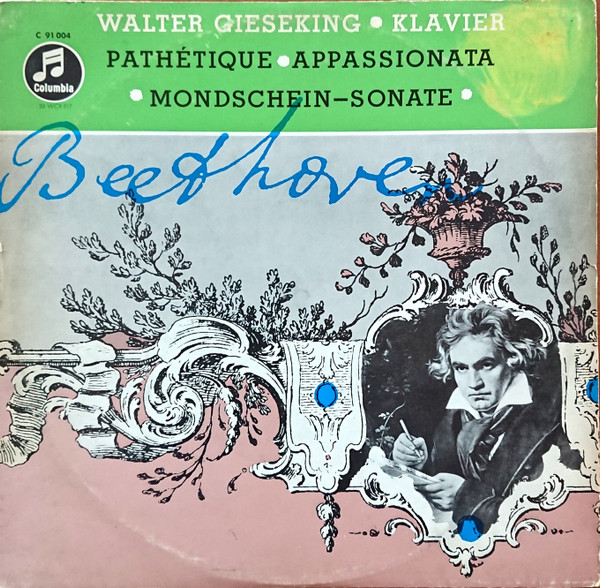 WALTER GIESEKING • KLAVIER
C 91 004
PATHÉTIQUE • APPASSIONATA
Columbia
• MONDSCHEIN–SONATE •
Beethoven